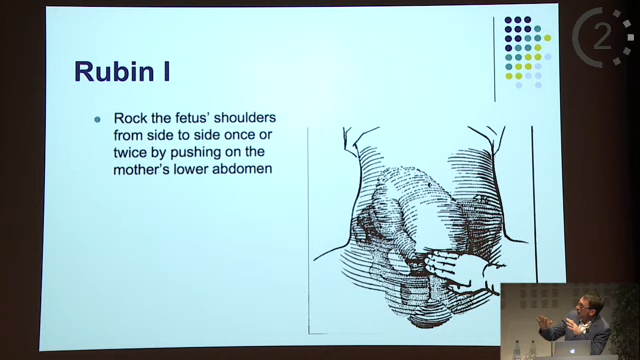 2
Rubin I
Rock the fetus' shoulders
from side to side once or
twice by pushing on the
mother's lower abdomen